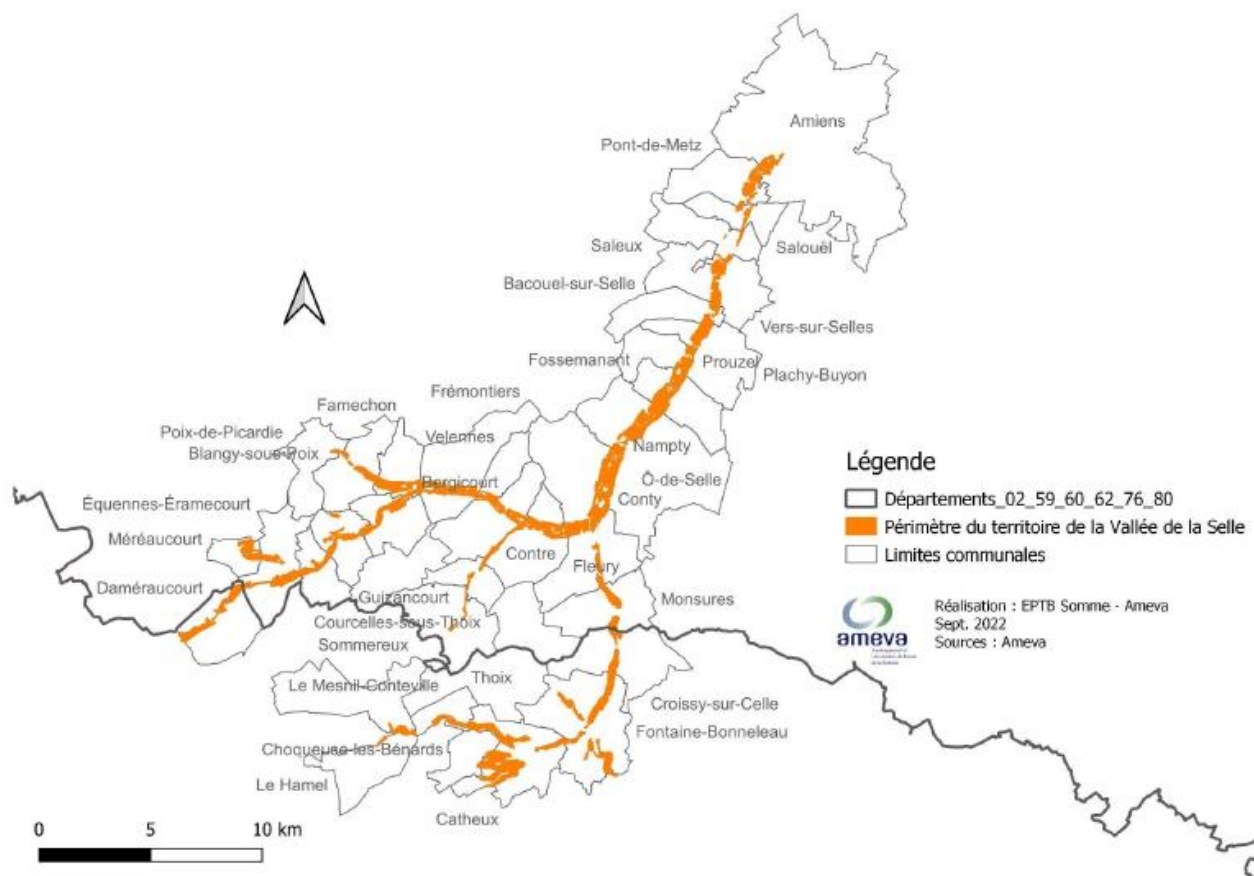 Amiens
Pont-de-Metz
Saleux
Salouël
Bacouel-sur-Selle
Vers-sur-Selles
Fossemanant
Prouzel
Plachy-Buyon
Frémontiers
Famechon
Poix-de-Picardie
Velennes
Blangy-sous-Poix
Nampty
Bergicourt
Ô-de-Selle
Équennes-Éramecourt
Conty
Méréaucourt
Contre
Fleury
Daméraucourt
Guizancourt
Monsures
Courcelles-sous-Thoix
Sommereux
Thoix
Le Mesnil-Conteville
Croissy-sur-Celle
Fontaine-Bonneleau
Choqueuse-les-Bénards
Le Hamel
Catheux
Légende
Départements_02_59_60_62_76_80
Périmètre du territoire de la Vallée de la Selle
Limites communales
ameva
Réalisation : EPTB Somme - Ameva
Sept. 2022
Sources : Ameva
0 5 10 km